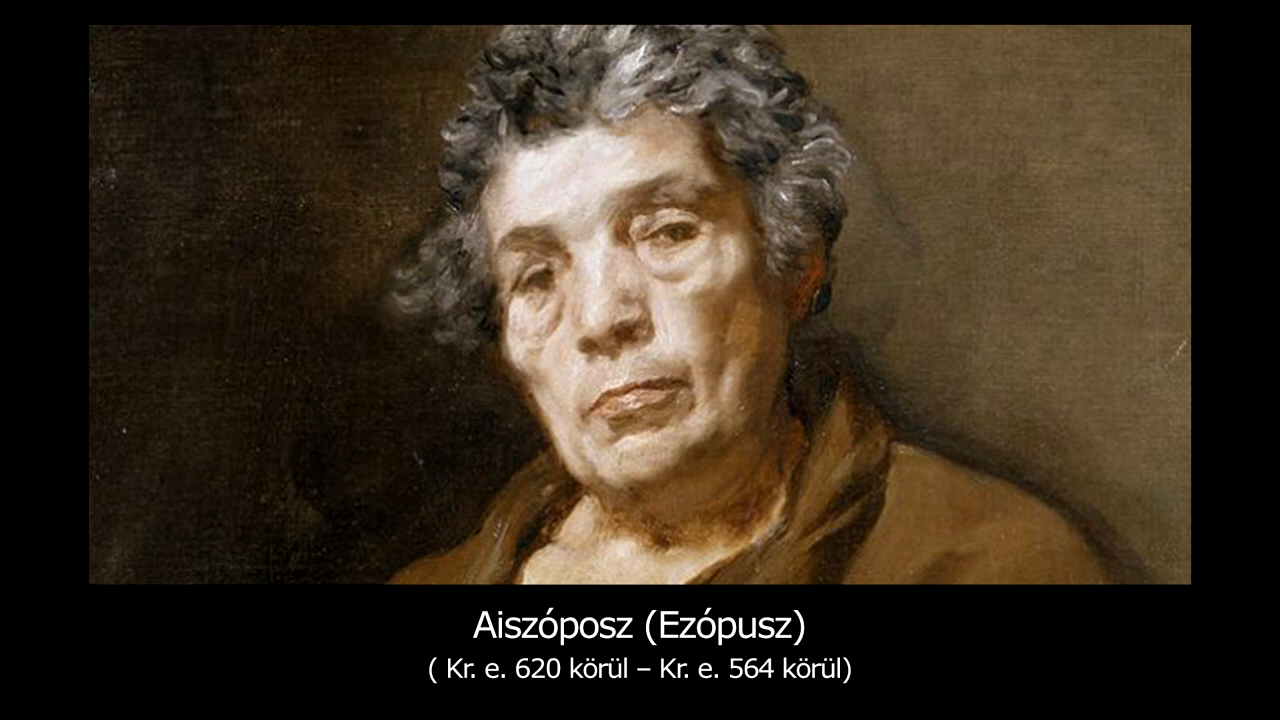 Aiszóposz (Ezópusz)
( Kr. e. 620 körül – Kr. e. 564 körül)